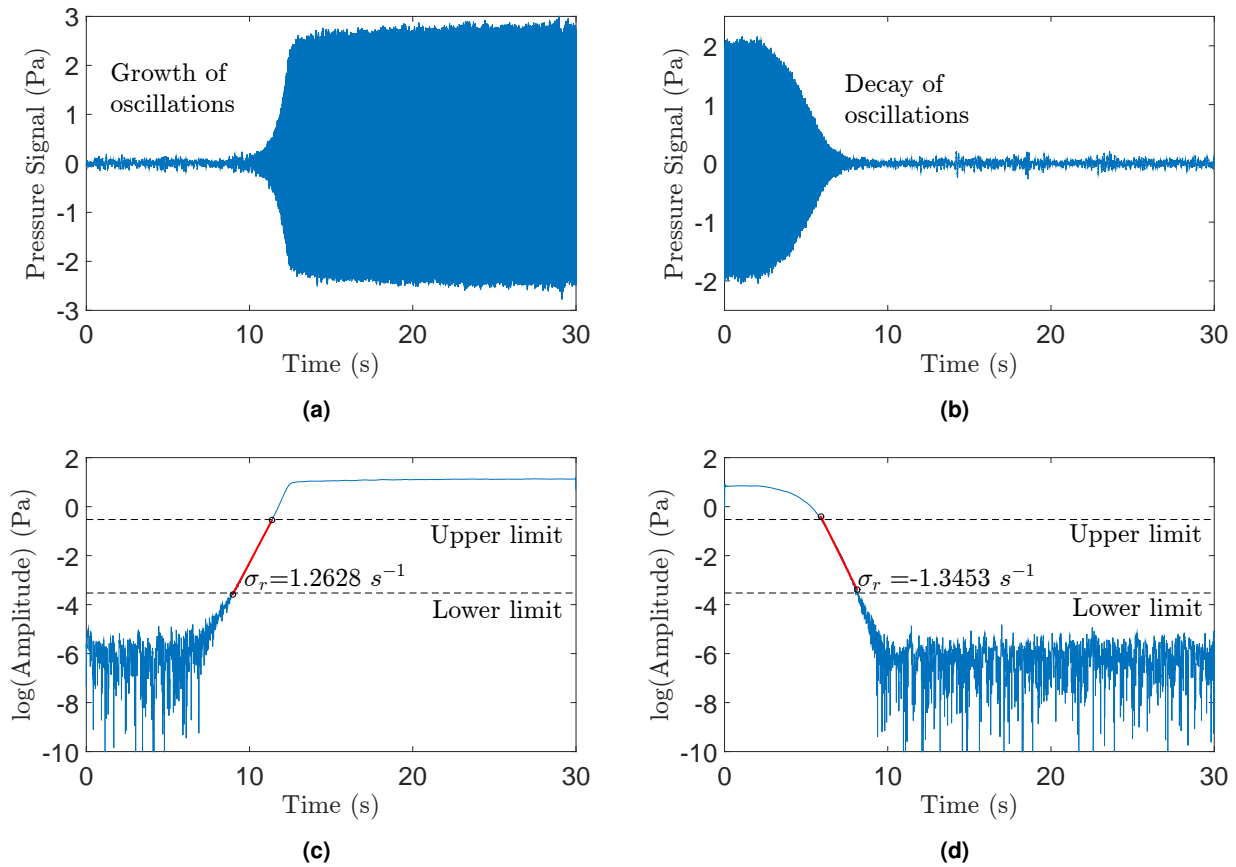 3
2
1
0
-1
-2
-3
Pressure Signal (Pa)
Growth of
oscillations
0
10
20
30
Time (s)
(a)
2
1
0
-1
-2
Pressure Signal (Pa)
Decay of
oscillations
0
10
20
30
Time (s)
(b)
2
0
-2
-4
-6
-8
-10
log(Amplitude) (Pa)
Upper limit
σ_r=1.2628 s⁻¹
Lower limit
0
10
20
30
Time (s)
(c)
2
0
-2
-4
-6
-8
-10
log(Amplitude) (Pa)
Upper limit
σ_r =-1.3453 s⁻¹
Lower limit
0
10
20
30
Time (s)
(d)